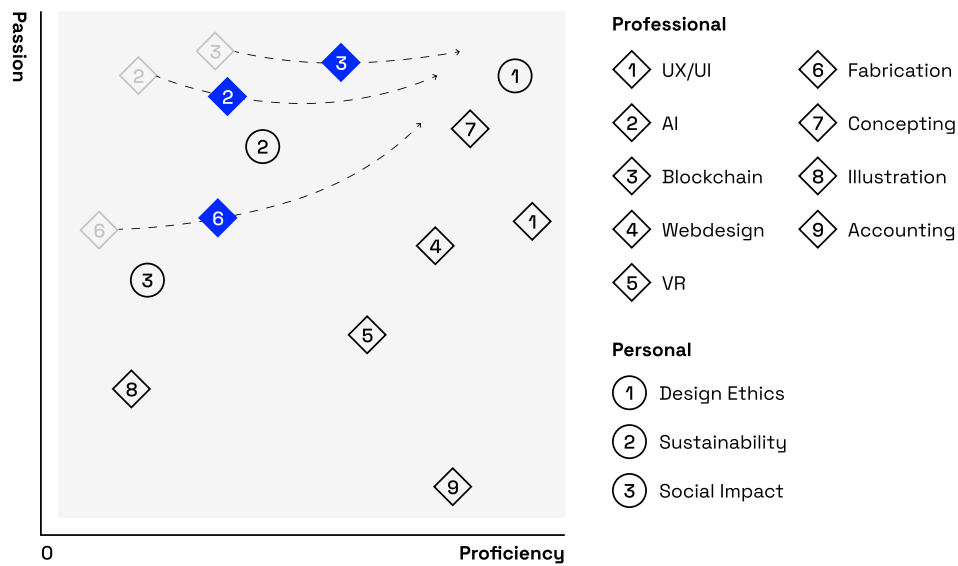 Passion
3
2
3
2
1
7
2
6
6
1
4
3
5
8
9
0
Proficiency
Professional
1 UX/UI
6 Fabrication
2 AI
7 Concepting
3 Blockchain
8 Illustration
4 Webdesign
9 Accounting
5 VR
Personal
1 Design Ethics
2 Sustainability
3 Social Impact